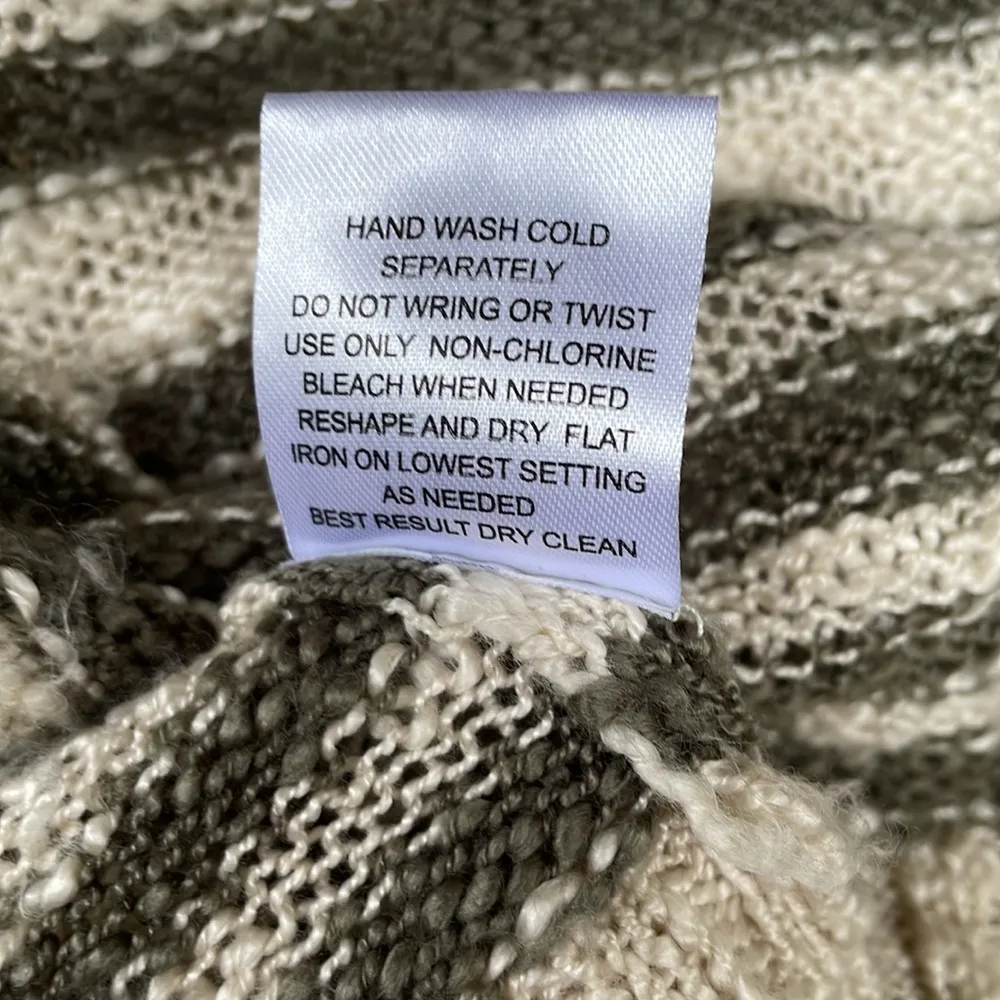 HAND WASH COLD
SEPARATELY
DO NOT WRING OR TWIST
USE ONLY NON-CHLORINE
BLEACH WHEN NEEDED
RESHAPE AND DRY FLAT
IRON ON LOWEST SETTING
AS NEEDED
BEST RESULT DRY CLEAN